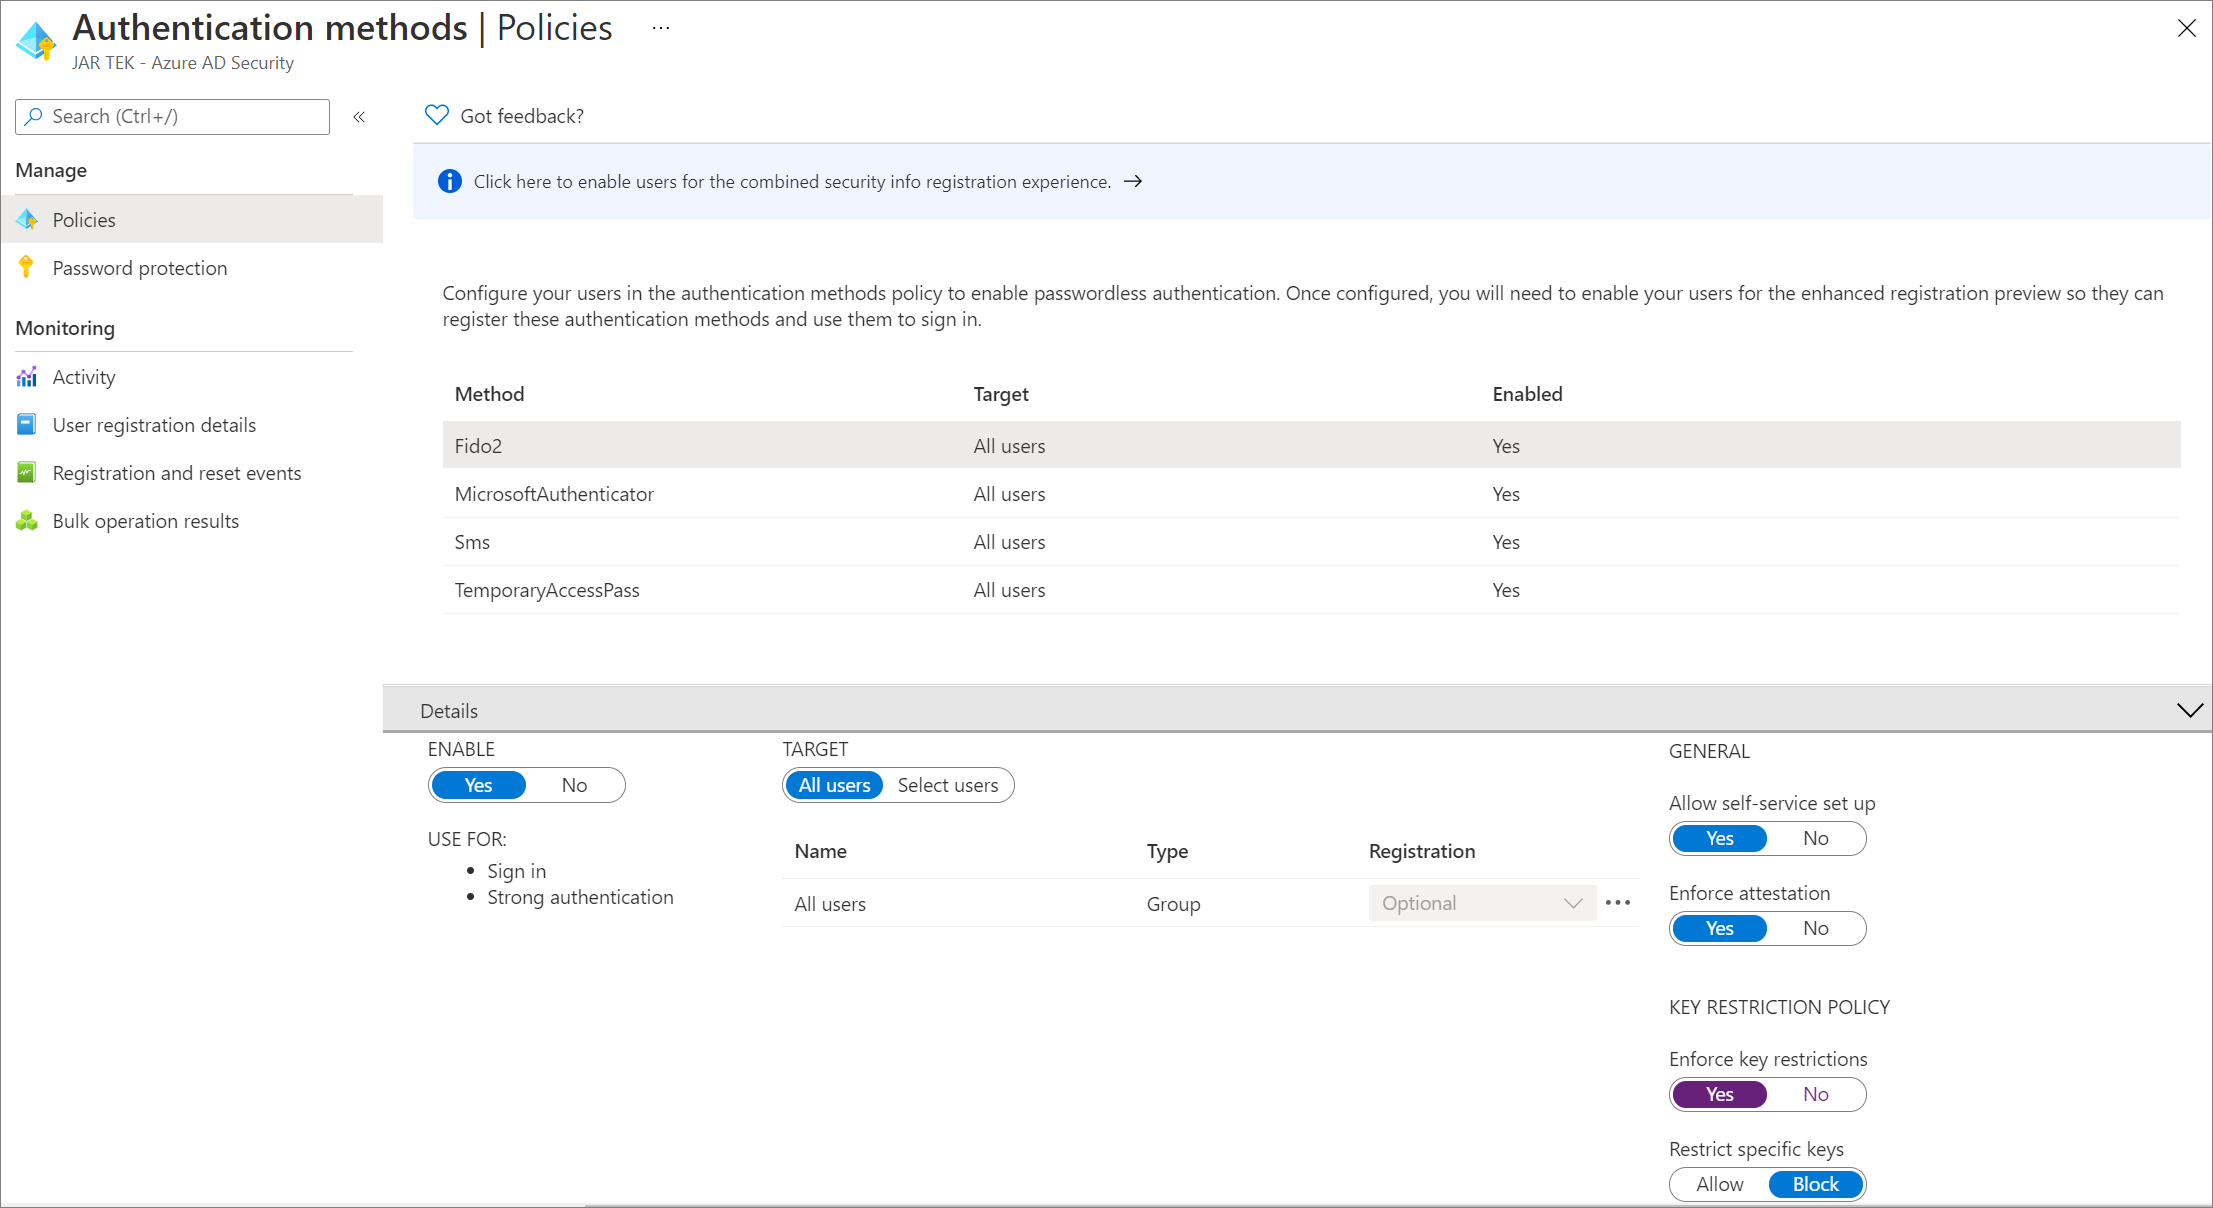 Authentication methods | Policies ...
JAR TEK - Azure AD Security
Search (Ctrl+/)
«
Manage
Policies
Password protection
Monitoring
Activity
User registration details
Registration and reset events
Bulk operation results
Got feedback?
Click here to enable users for the combined security info registration experience. →
Configure your users in the authentication methods policy to enable passwordless authentication. Once configured, you will need to enable your users for the enhanced registration preview so they can
register these authentication methods and use them to sign in.
Method Target Enabled
Fido2 All users Yes
MicrosoftAuthenticator All users Yes
Sms All users Yes
TemporaryAccessPass All users Yes
Details
ENABLE
Yes No
USE FOR:
• Sign in
• Strong authentication
TARGET
All users Select users
Name Type Registration
All users Group Optional ...
GENERAL
Allow self-service set up
Yes No
Enforce attestation
Yes No
KEY RESTRICTION POLICY
Enforce key restrictions
Yes No
Restrict specific keys
Allow Block